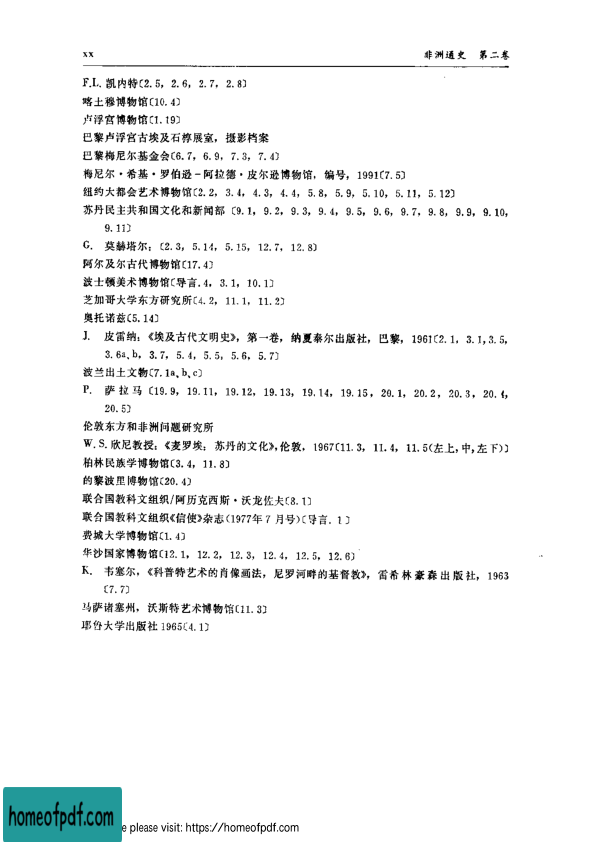 xx 非洲通史 第二卷
F.L. 凯内特〔2.5, 2.6, 2.7, 2.8〕
喀土穆博物馆〔10.4〕
卢浮宫博物馆〔1.19〕
巴黎卢浮宫古埃及石椁展室，摄影档案
巴黎梅尼尔基金会〔6.7, 6.9, 7.3, 7.4〕
梅尼尔·希基·罗伯逊－阿拉德·皮尔逊博物馆，编号，1991〔7.5〕
纽约大都会艺术博物馆〔2.2, 3.4, 4.3, 4.4, 5.8, 5.9, 5.10, 5.11, 5.12〕
苏丹民主共和国文化和新闻部〔9.1, 9.2, 9.3, 9.4, 9.5, 9.6, 9.7, 9.8, 9.9, 9.10,
9.11〕
G. 莫赫塔尔：〔2.3, 5.14, 5.15, 12.7, 12.8〕
阿尔及尔古代博物馆〔17.4〕
波士顿美术博物馆〔导言.4, 3.1, 10.1〕
芝加哥大学东方研究所〔4.2, 11.1, 11.2〕
奥托诺兹〔5.14〕
J. 皮雷纳：《埃及古代文明史》，第一卷，纳夏泰尔出版社，巴黎，1961〔2.1, 3.1, 3.5,
3.6a、b, 3.7, 5.4, 5.5, 5.6, 5.7〕
波兰出土文物〔7.1a、b、c〕
P. 萨拉马〔19.9, 19.11, 19.12, 19.13, 19.14, 19.15, 20.1, 20.2, 20.3, 20.4,
20.5〕
伦敦东方和非洲问题研究所
W.S.欣尼教授：《麦罗埃：苏丹的文化》，伦敦，1967〔11.3, 11.4, 11.5(左上,中,左下)〕
柏林民族学博物馆〔3.4, 11.8〕
的黎波里博物馆〔20.4〕
联合国教科文组织/阿历克西斯·沃龙佐夫〔8.1〕
联合国教科文组织《信使》杂志(1977年7月号)〔导言.1〕
费城大学博物馆〔1.4〕
华沙国家博物馆〔12.1, 12.2, 12.3, 12.4, 12.5, 12.6〕
K. 韦塞尔，《科普特艺术的肖像画法，尼罗河畔的基督教》，雷希林豪森出版社，1963
〔7.7〕
马萨诸塞州，沃斯特艺术博物馆〔11.3〕
耶鲁大学出版社1965〔4.1〕
homeofpdf.com
e please visit: https://homeofpdf.com